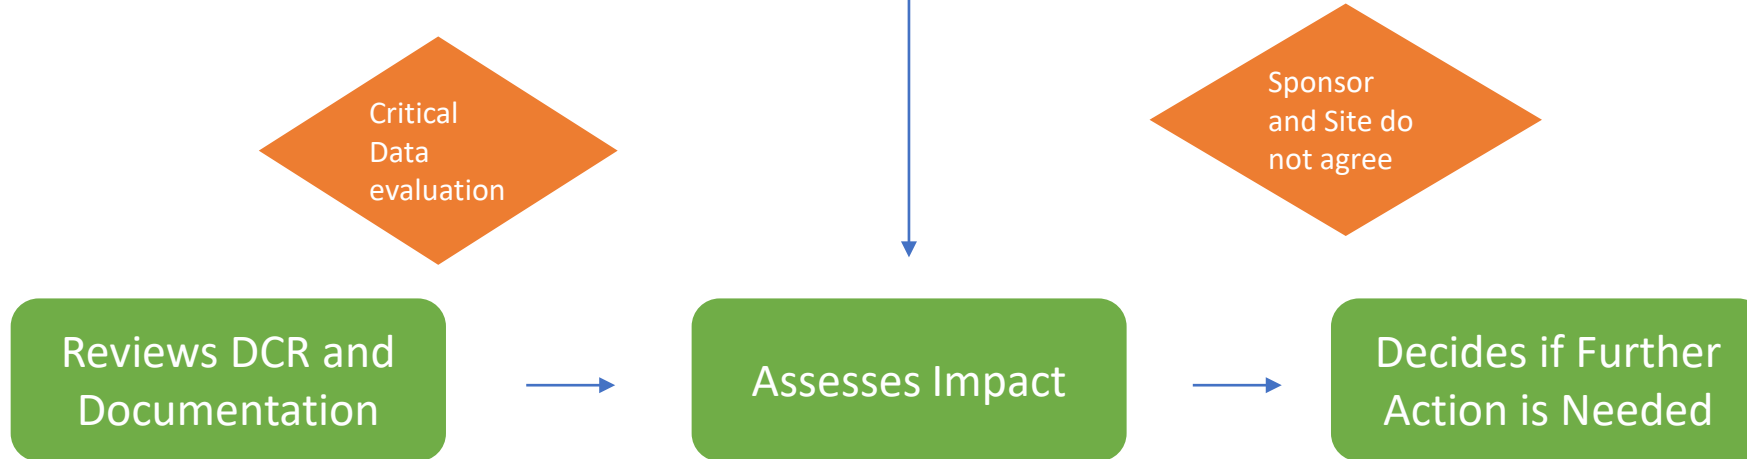 Critical
Data
evaluation
Sponsor
and Site do
not agree
Reviews DCR and
Documentation
Assesses Impact
Decides if Further
Action is Needed